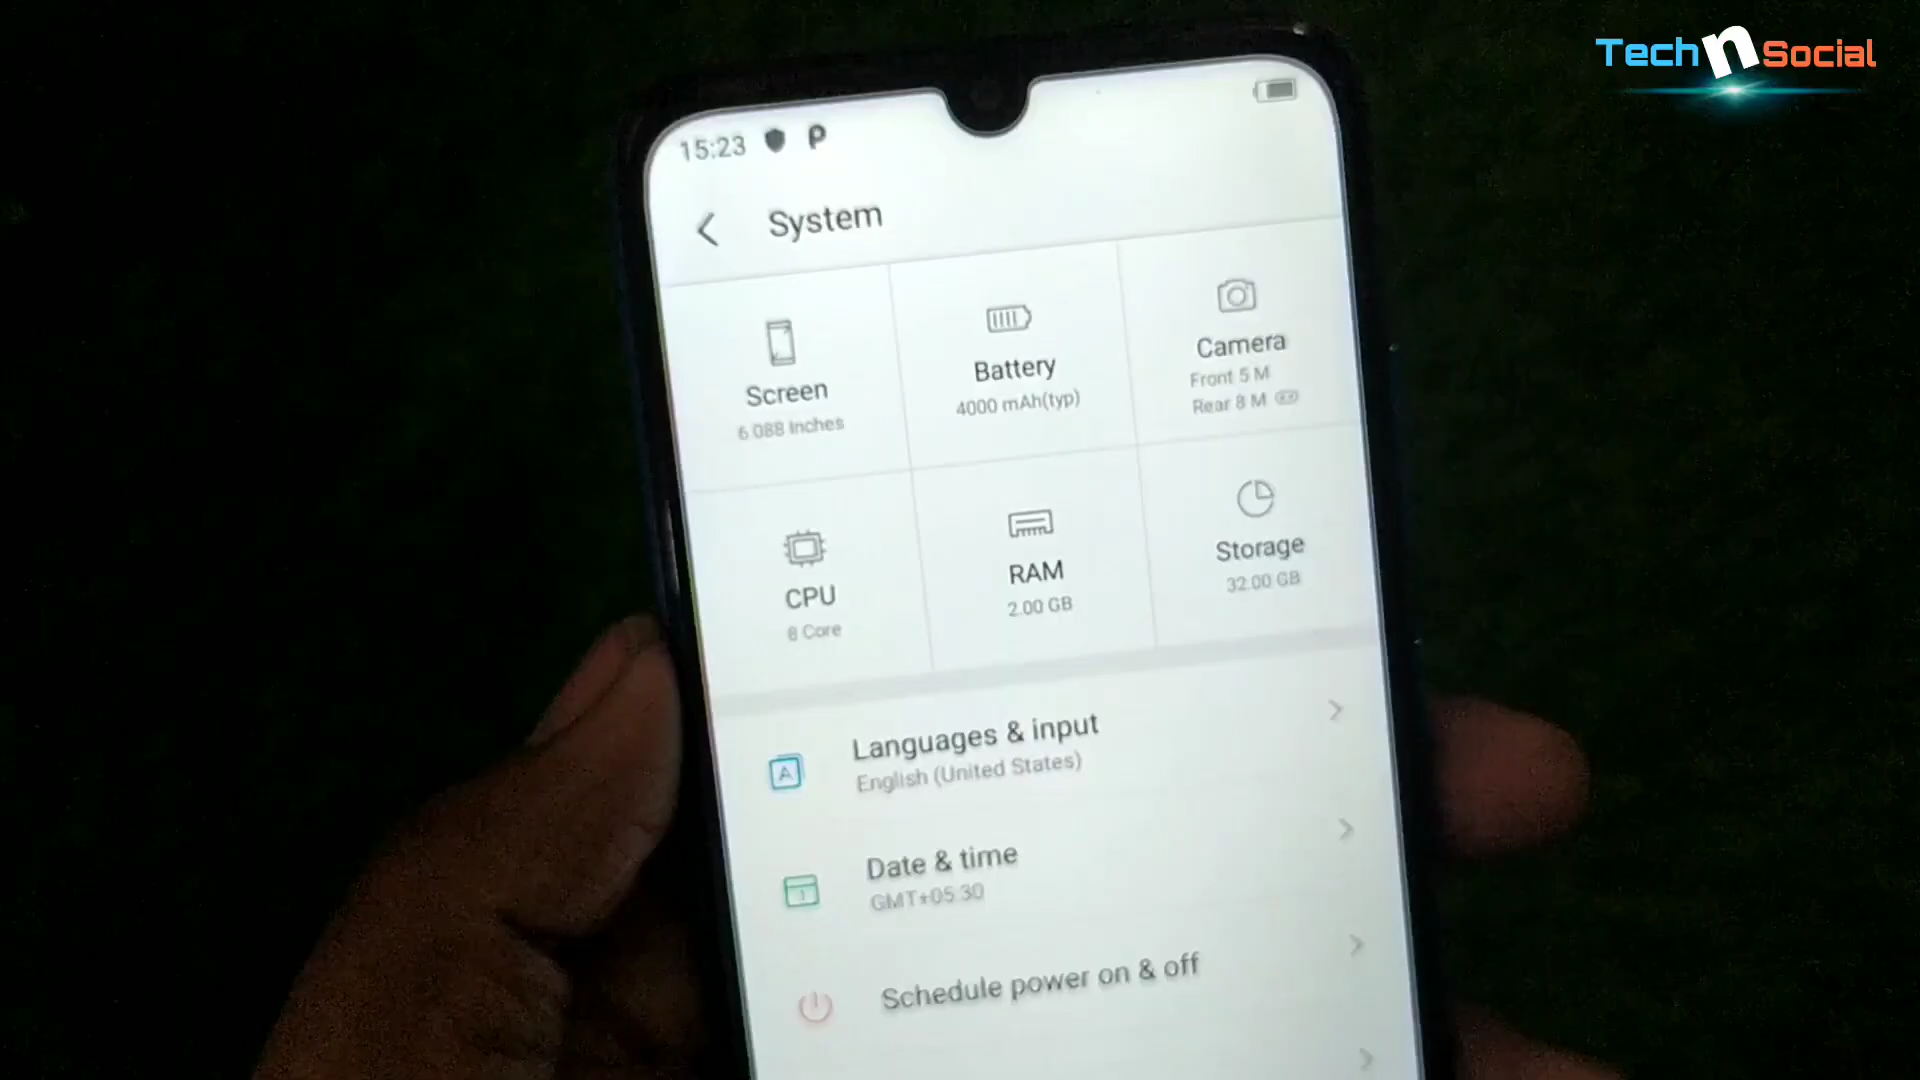 Tech n Social
15:23 P
System
Screen
6.088 Inches
Battery
4000 mAh(typ)
Camera
Front 5 M
Rear 8 M
CPU
8 Core
RAM
2.00 GB
Storage
32.00 GB
Languages & input
English (United States)
Date & time
GMT+05:30
Schedule power on & off